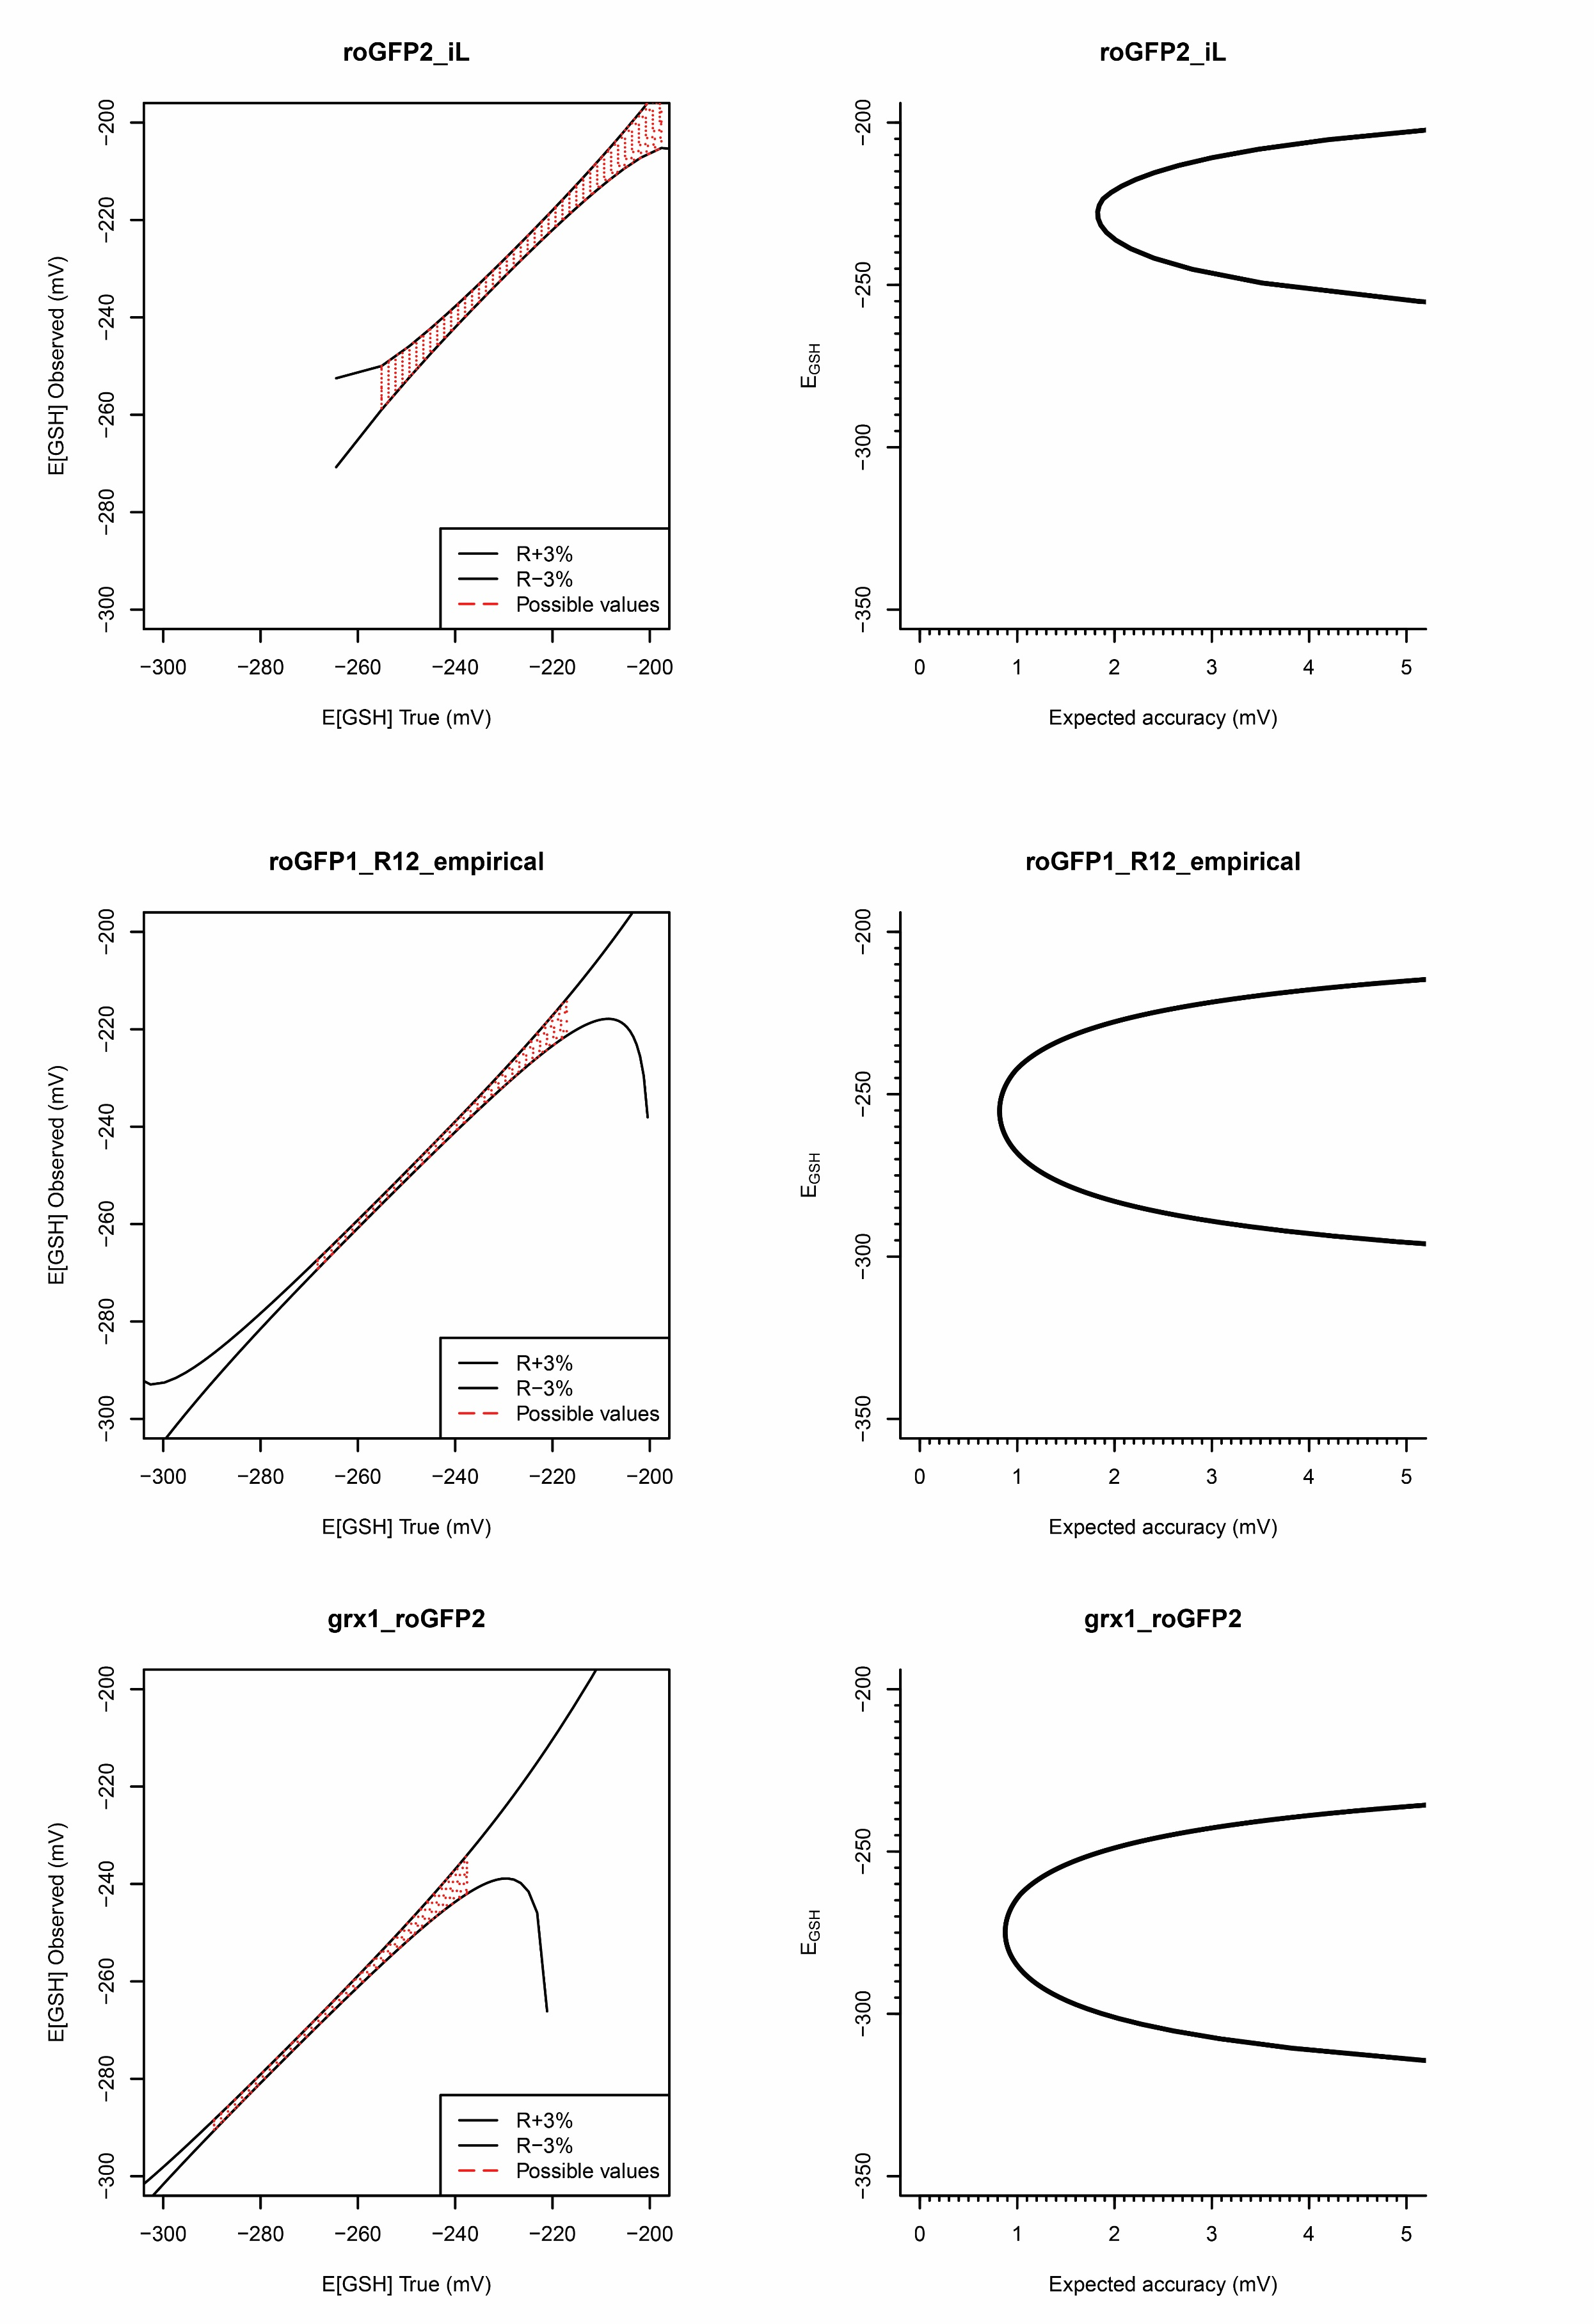 roGFP2_iL
E[GSH] Observed (mV)
−200
−220
−240
−260
−280
−300
R+3%
R−3%
Possible values
−300 −280 −260 −240 −220 −200
E[GSH] True (mV)
roGFP2_iL
EGSH
−200
−250
−300
−350
0 1 2 3 4 5
Expected accuracy (mV)
roGFP1_R12_empirical
E[GSH] Observed (mV)
−200
−220
−240
−260
−280
−300
R+3%
R−3%
Possible values
−300 −280 −260 −240 −220 −200
E[GSH] True (mV)
roGFP1_R12_empirical
EGSH
−200
−250
−300
−350
0 1 2 3 4 5
Expected accuracy (mV)
grx1_roGFP2
E[GSH] Observed (mV)
−200
−220
−240
−260
−280
−300
R+3%
R−3%
Possible values
−300 −280 −260 −240 −220 −200
E[GSH] True (mV)
grx1_roGFP2
EGSH
−200
−250
−300
−350
0 1 2 3 4 5
Expected accuracy (mV)